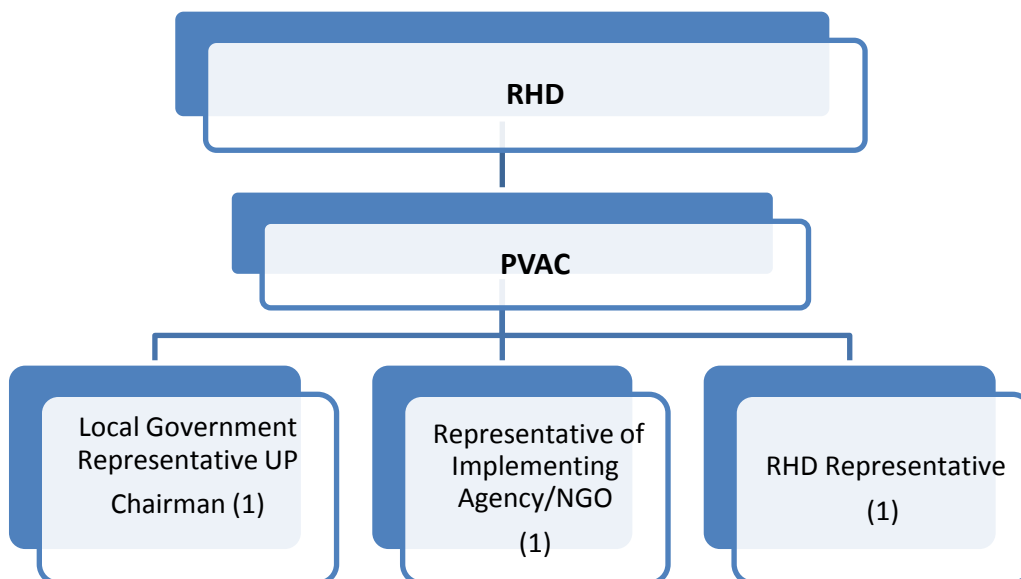 RHD
PVAC
Local Government
Representative UP
Chairman (1)
Representative of
Implementing
Agency/NGO
(1)
RHD Representative
(1)